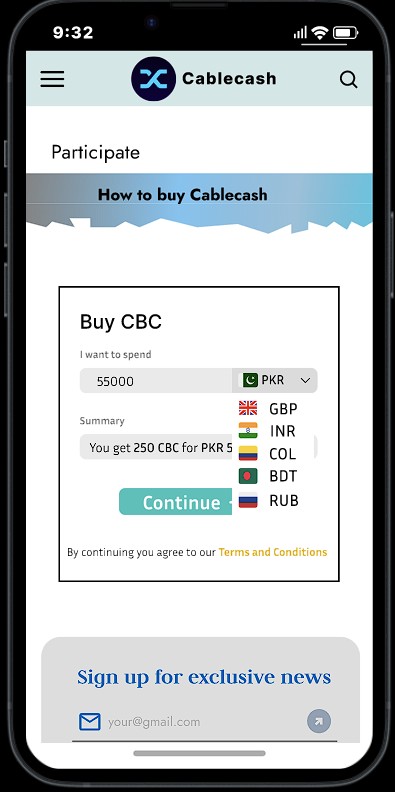 9:32
Cablecash
Participate
How to buy Cablecash
Buy CBC
I want to spend
55000
PKR
GBP
INR
COL
BDT
RUB
Summary
You get 250 CBC for PKR 5
Continue
By continuing you agree to our Terms and Conditions
Sign up for exclusive news
your@gmail.com